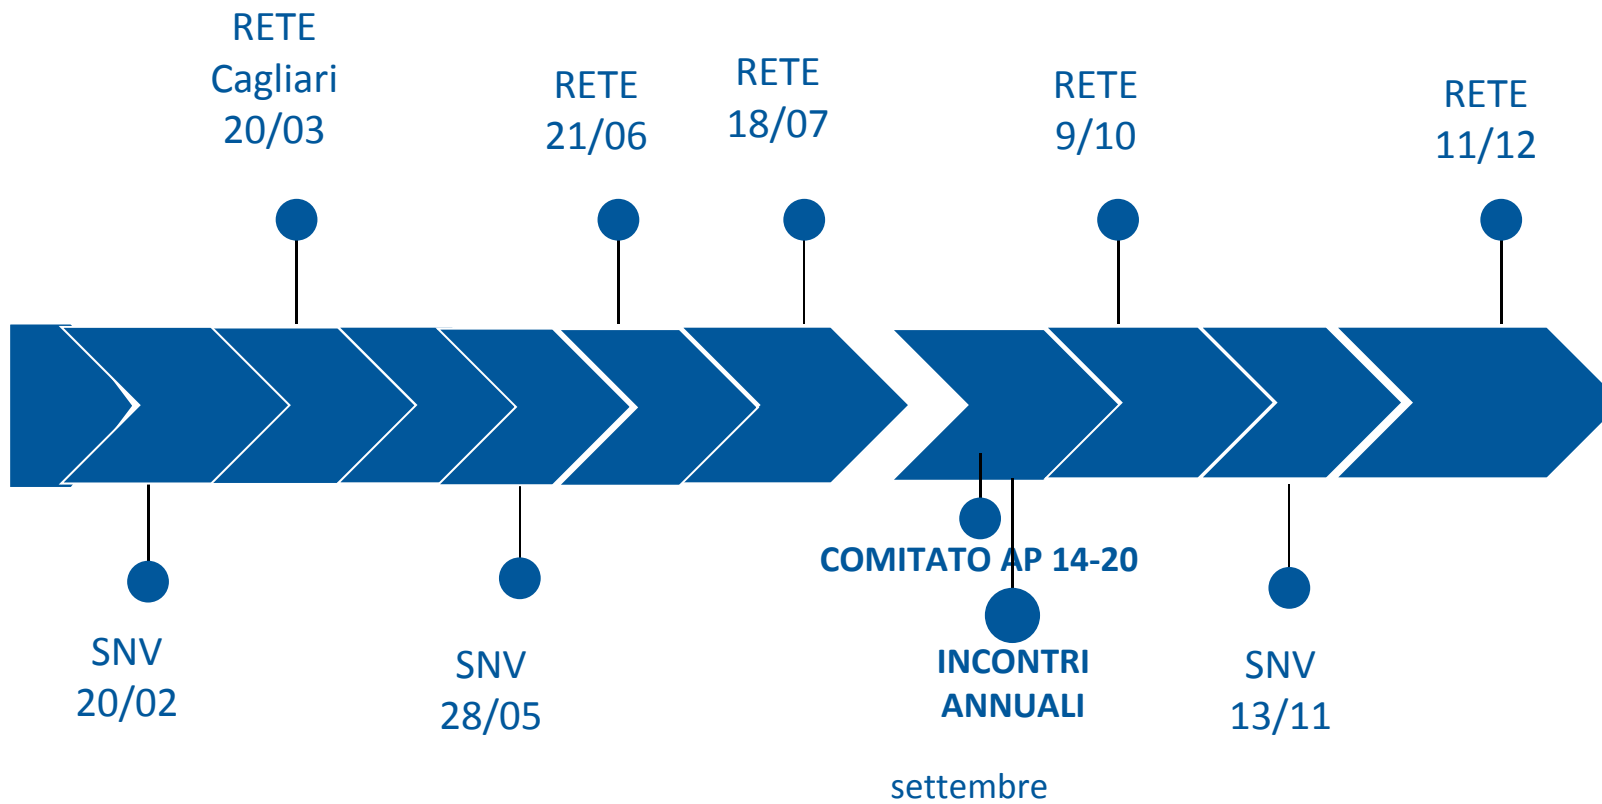 RETE
Cagliari
20/03
RETE
21/06
RETE
18/07
RETE
9/10
RETE
11/12
SNV
20/02
SNV
28/05
COMITATO AP 14-20
INCONTRI
ANNUALI
SNV
13/11
settembre